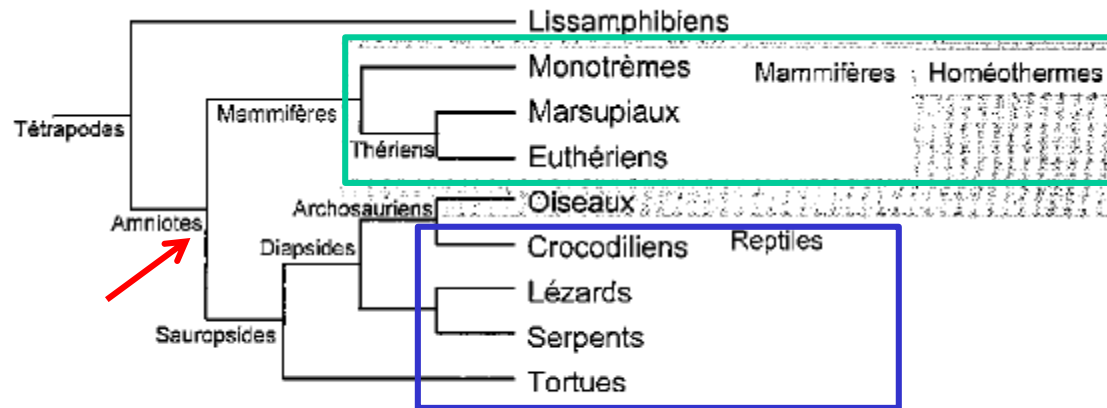 Lissamphibiens
Monotrèmes Mammifères Homéothermes
Mammifères Marsupiaux
Tétrapodes
Thériens Euthériens
Archosauriens Oiseaux
Amniotes
Diapsides Crocodiliens Reptiles
Lézards
Sauropsides Serpents
Tortues